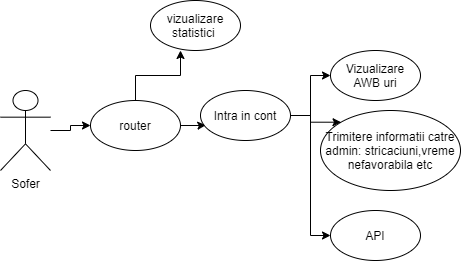 vizualizare
statistici
Vizualizare
AWB uri
Intra in cont
router
Trimitere informatii catre
admin: stricaciuni,vreme
nefavorabila etc
Sofer
API